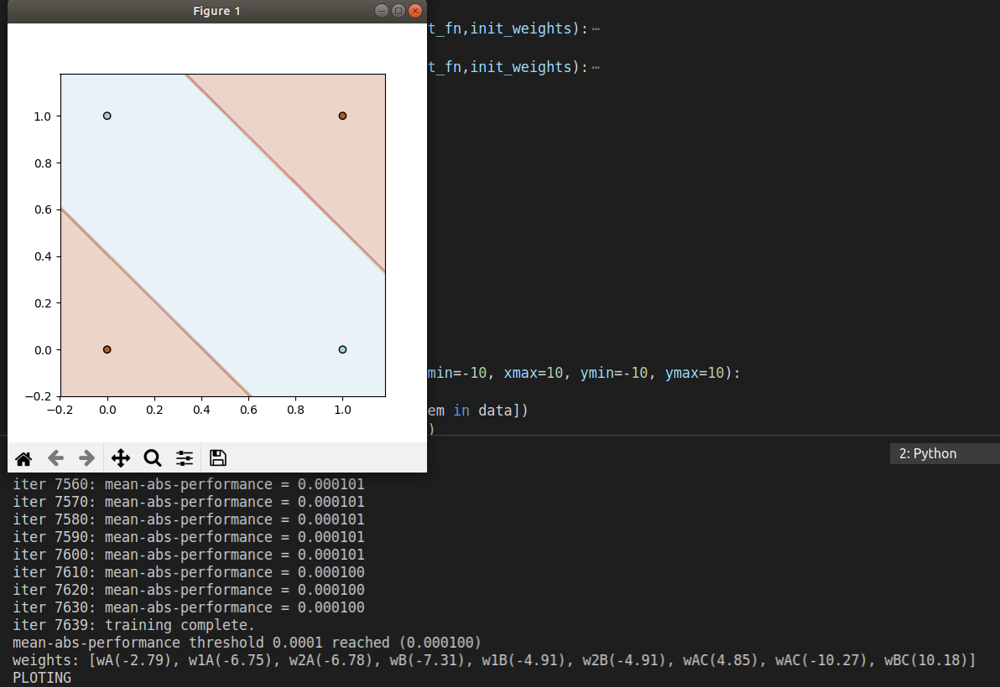 Figure 1
t_fn,init_weights):⋯
t_fn,init_weights):⋯
1.0
0.8
0.6
0.4
0.2
0.0
−0.2
−0.2 0.0 0.2 0.4 0.6 0.8 1.0
min=-10, xmax=10, ymin=-10, ymax=10):
em in data])
)
2: Python
iter 7560: mean-abs-performance = 0.000101
iter 7570: mean-abs-performance = 0.000101
iter 7580: mean-abs-performance = 0.000101
iter 7590: mean-abs-performance = 0.000101
iter 7600: mean-abs-performance = 0.000101
iter 7610: mean-abs-performance = 0.000100
iter 7620: mean-abs-performance = 0.000100
iter 7630: mean-abs-performance = 0.000100
iter 7639: training complete.
mean-abs-performance threshold 0.0001 reached (0.000100)
weights: [wA(-2.79), w1A(-6.75), w2A(-6.78), wB(-7.31), w1B(-4.91), w2B(-4.91), wAC(4.85), wAC(-10.27), wBC(10.18)]
PLOTING